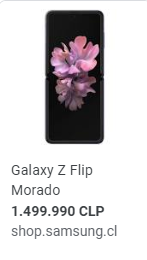 Galaxy Z Flip
Morado
1.499.990 CLP
shop.samsung.cl